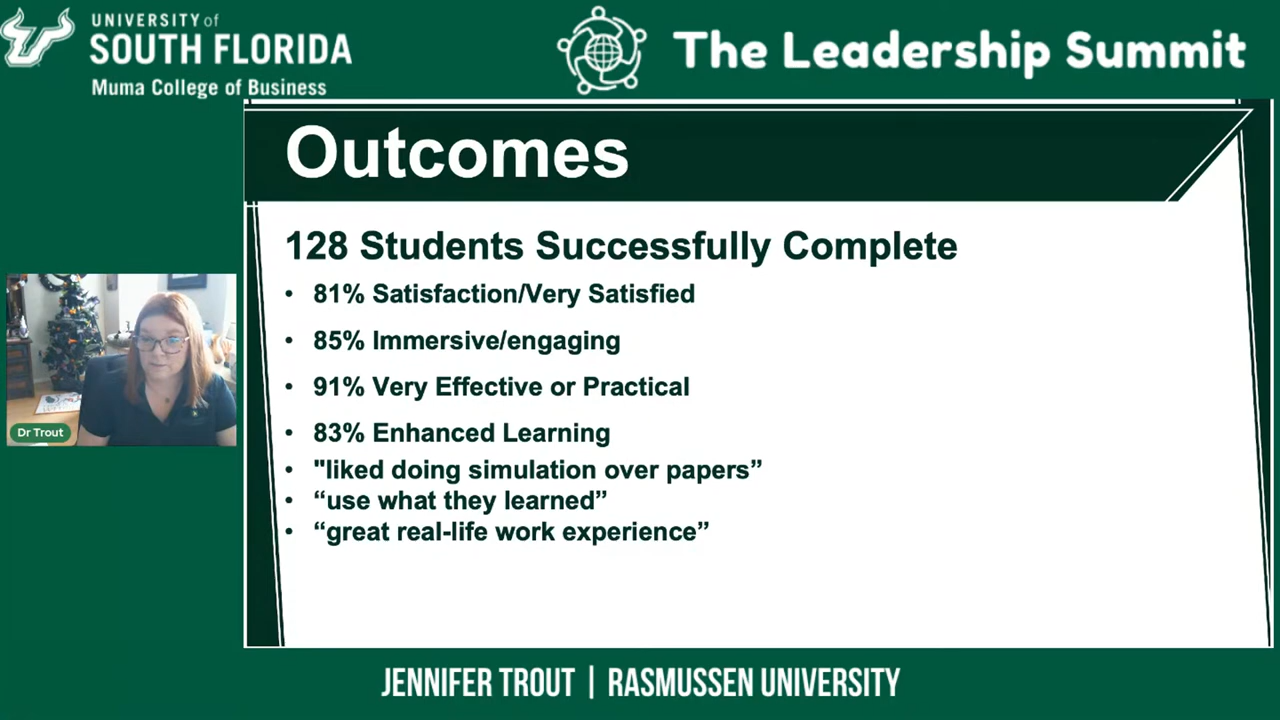 UNIVERSITY of
SOUTH FLORIDA
Muma College of Business
The Leadership Summit
Outcomes
128 Students Successfully Complete
• 81% Satisfaction/Very Satisfied
• 85% Immersive/engaging
• 91% Very Effective or Practical
• 83% Enhanced Learning
• "liked doing simulation over papers”
• “use what they learned”
• “great real-life work experience”
Dr Trout
JENNIFER TROUT | RASMUSSEN UNIVERSITY